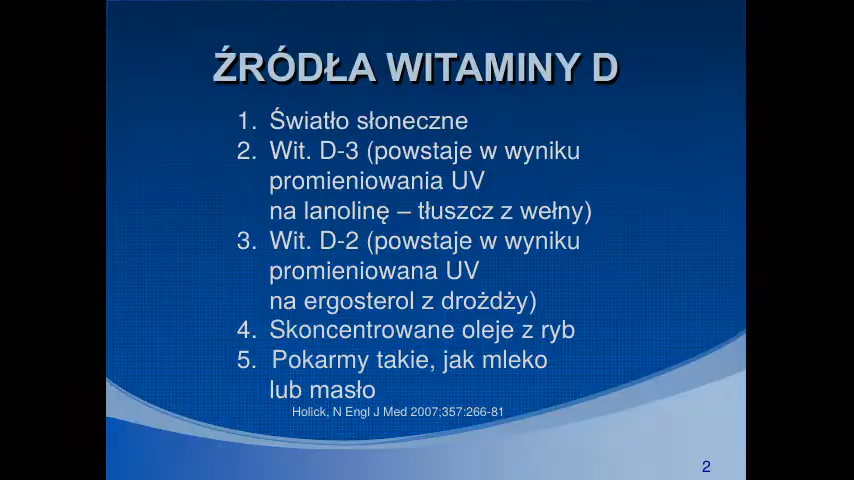 ŹRÓDŁA WITAMINY D
1. Światło słoneczne
2. Wit. D-3 (powstaje w wyniku
promieniowania UV
na lanolinę – tłuszcz z wełny)
3. Wit. D-2 (powstaje w wyniku
promieniowana UV
na ergosterol z drożdży)
4. Skoncentrowane oleje z ryb
5. Pokarmy takie, jak mleko
lub masło
Holick, N Engl J Med 2007;357:266-81
2